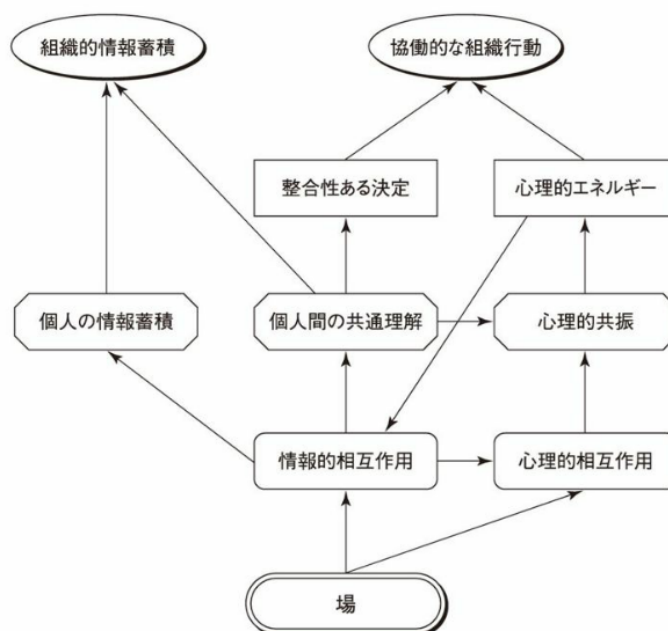 組織的情報蓄積
協働的な組織行動
整合性ある決定
心理的エネルギー
個人の情報蓄積
個人間の共通理解
心理的共振
情報的相互作用
心理的相互作用
場